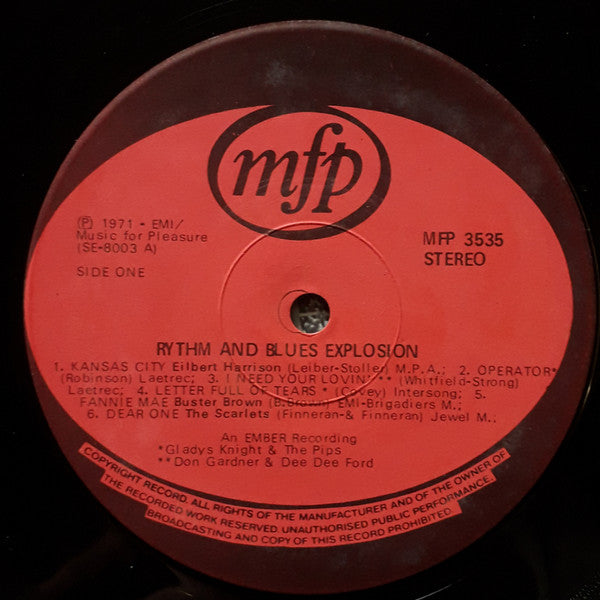 mfp
℗ 1971 - EMI/
Music for Pleasure
(SE-8003 A)
SIDE ONE
MFP 3535
STEREO
RYTHM AND BLUES EXPLOSION
1. KANSAS CITY Eilbert Harrison (Leiber-Stoller) M.P.A.; 2. OPERATOR*
(Robinson) Laetrec; 3. I NEED YOUR LOVIN' ** (Whitfield-Strong)
Laetrec; 4. LETTER FULL OF TEARS * (Covey) Intersong; 5.
FANNIE MAE Buster Brown (B. Brown) EMI-Brigadiers M.;
6. DEAR ONE The Scarlets (Finneran-& Finneran) Jewel M.;
An EMBER Recording
*Gladys Knight & The Pips
**Don Gardner & Dee Dee Ford
COPYRIGHT RECORD. ALL RIGHTS OF THE MANUFACTURER AND OF THE OWNER OF
THE RECORDED WORK RESERVED. UNAUTHORISED PUBLIC PERFORMANCE,
BROADCASTING AND COPY OF THIS RECORD PROHIBITED.